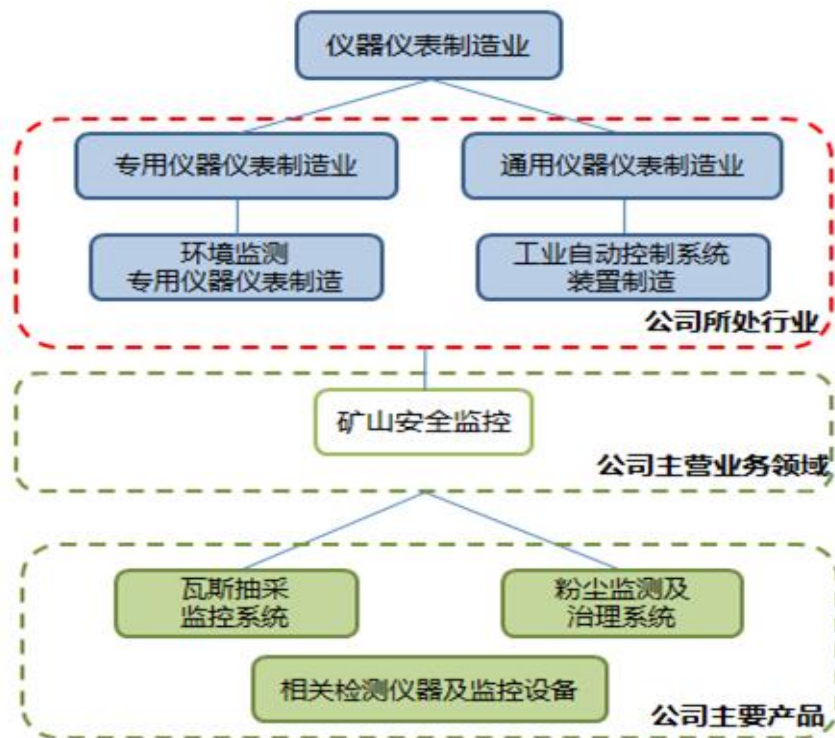 仪器仪表制造业
专用仪器仪表制造业
通用仪器仪表制造业
环境监测
专用仪器仪表制造
工业自动控制系统
装置制造
公司所处行业
矿山安全监控
公司主营业务领域
瓦斯抽采
监控系统
粉尘监测及
治理系统
相关检测仪器及监控设备
公司主要产品